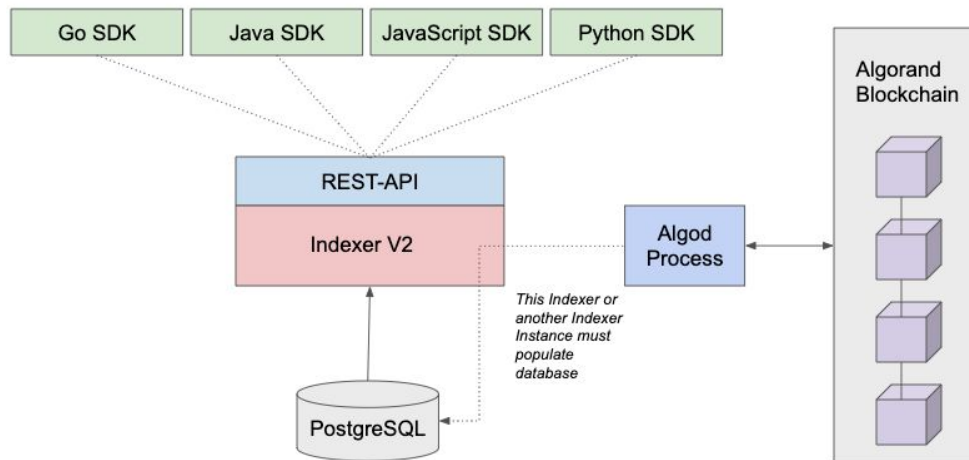 Go SDK
Java SDK
JavaScript SDK
Python SDK
Algorand
Blockchain
REST-API
Indexer V2
Algod
Process
This Indexer or
another Indexer
Instance must
populate
database
PostgreSQL